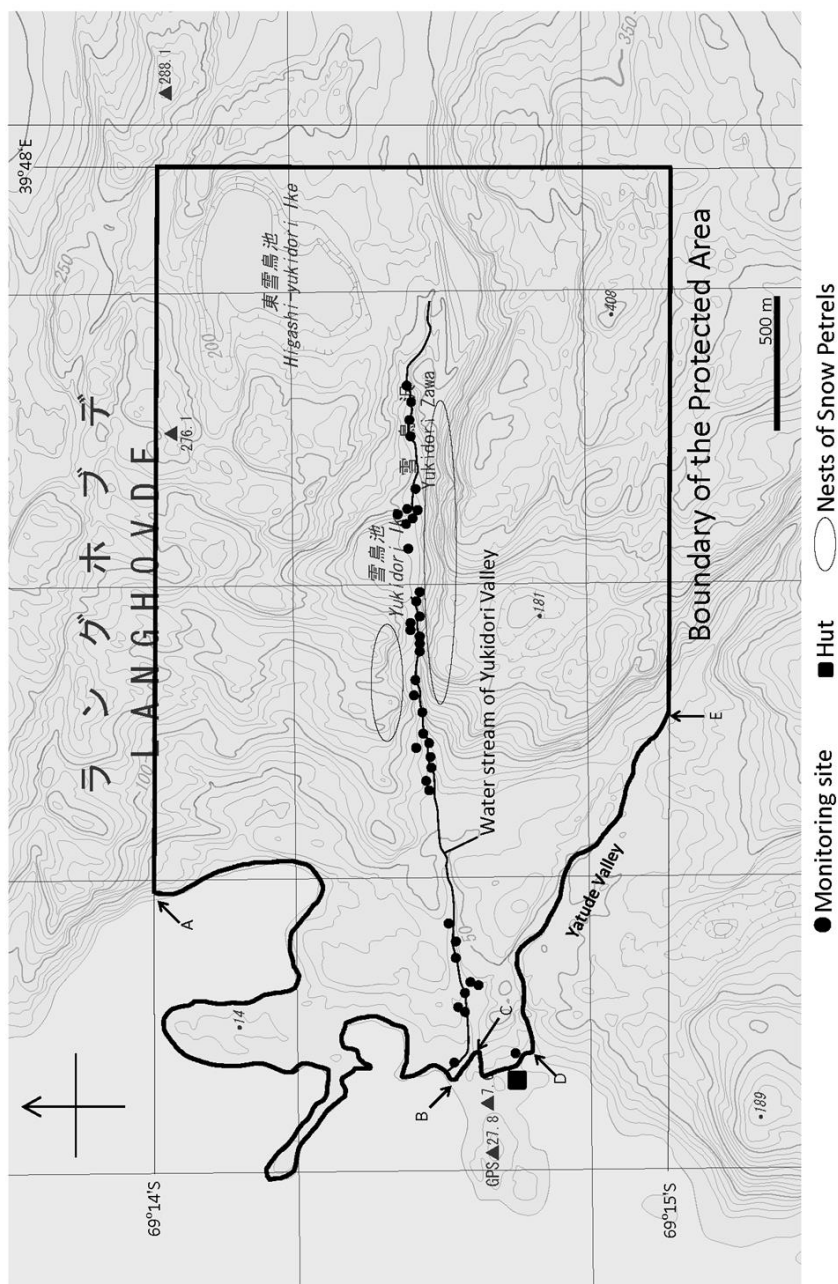 39°48'E
▲288.1
250
350
ラングホブデ
LANGHOVDE
▲
276.1
200
東雪鳥池
Higashi-yukidori Ike
雪鳥沢
Yukidori Zawa
雪鳥池
Yukidori Ike
•408
500 m
Water stream of Yukidori Valley
•181
Boundary of the Protected Area
100
A
E
50
Yatude Valley
•14
C
B
D
GPS▲27.8
▲7.
•189
69°14'S
69°15'S
●Monitoring site
■Hut
Nests of Snow Petrels